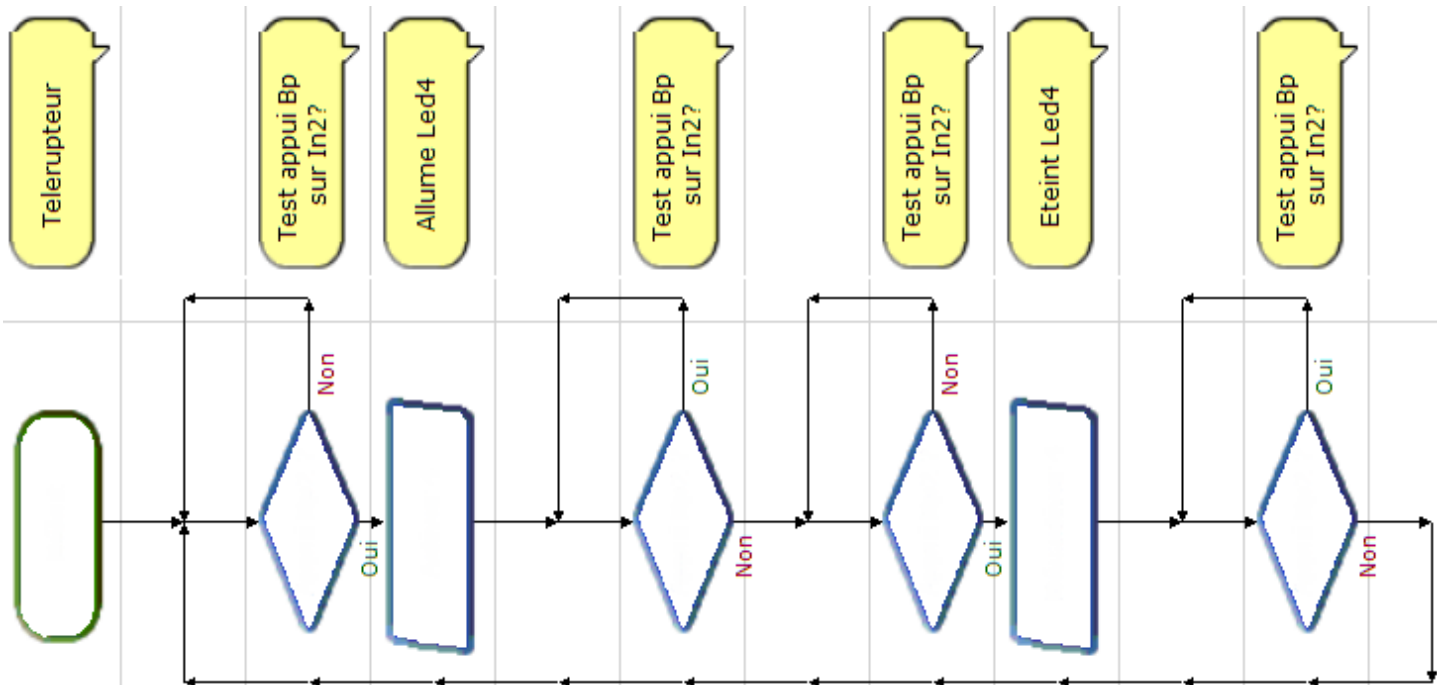 Telerupteur
Test appui Bp
sur In2?
Allume Led4
Test appui Bp
sur In2?
Test appui Bp
sur In2?
Eteint Led4
Test appui Bp
sur In2?
Non
Oui
Oui
Non
Non
Oui
Oui
Non